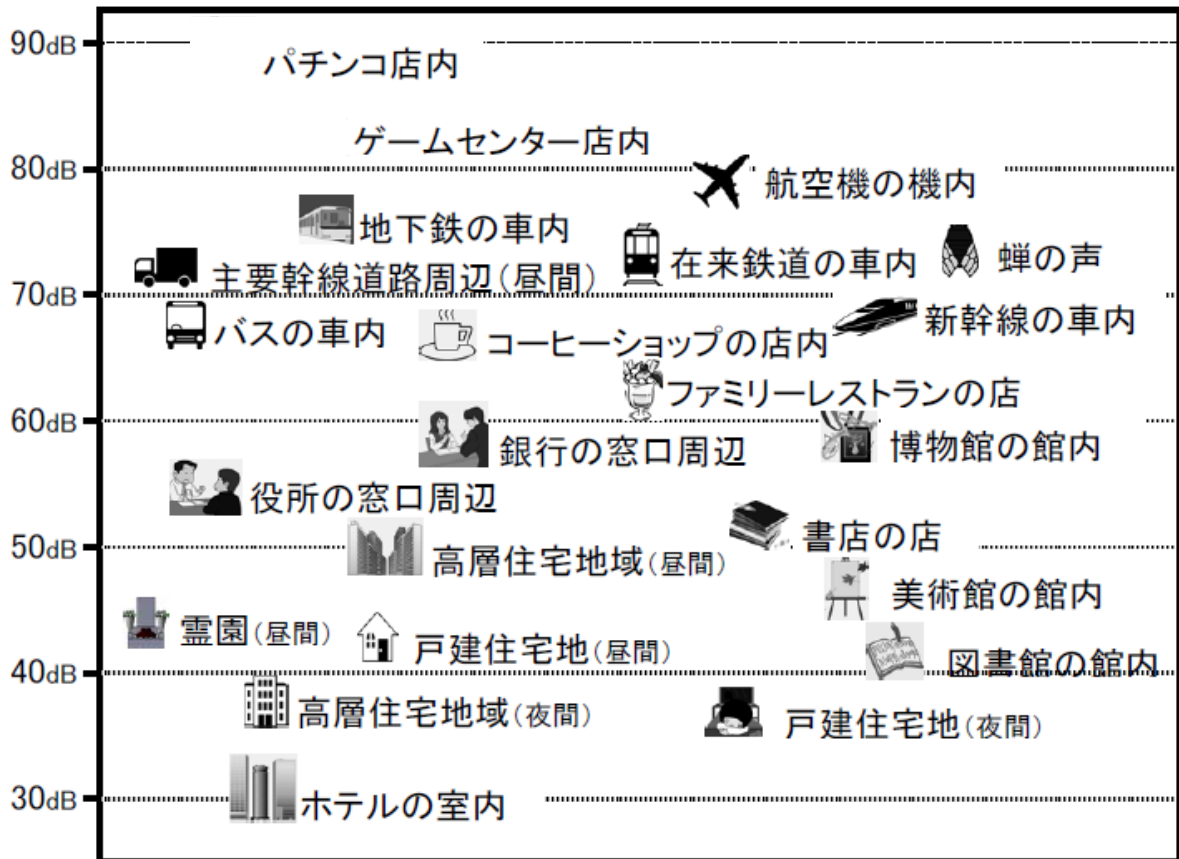 90dB
パチンコ店内
ゲームセンター店内
80dB
航空機の機内
地下鉄の車内
在来鉄道の車内
蝉の声
主要幹線道路周辺(昼間)
70dB
バスの車内
コーヒーショップの店内
新幹線の車内
ファミリーレストランの店
60dB
銀行の窓口周辺
博物館の館内
役所の窓口周辺
書店の店
50dB
高層住宅地域(昼間)
美術館の館内
霊園(昼間)
戸建住宅地(昼間)
図書館の館内
40dB
高層住宅地域(夜間)
戸建住宅地(夜間)
30dB
ホテルの室内